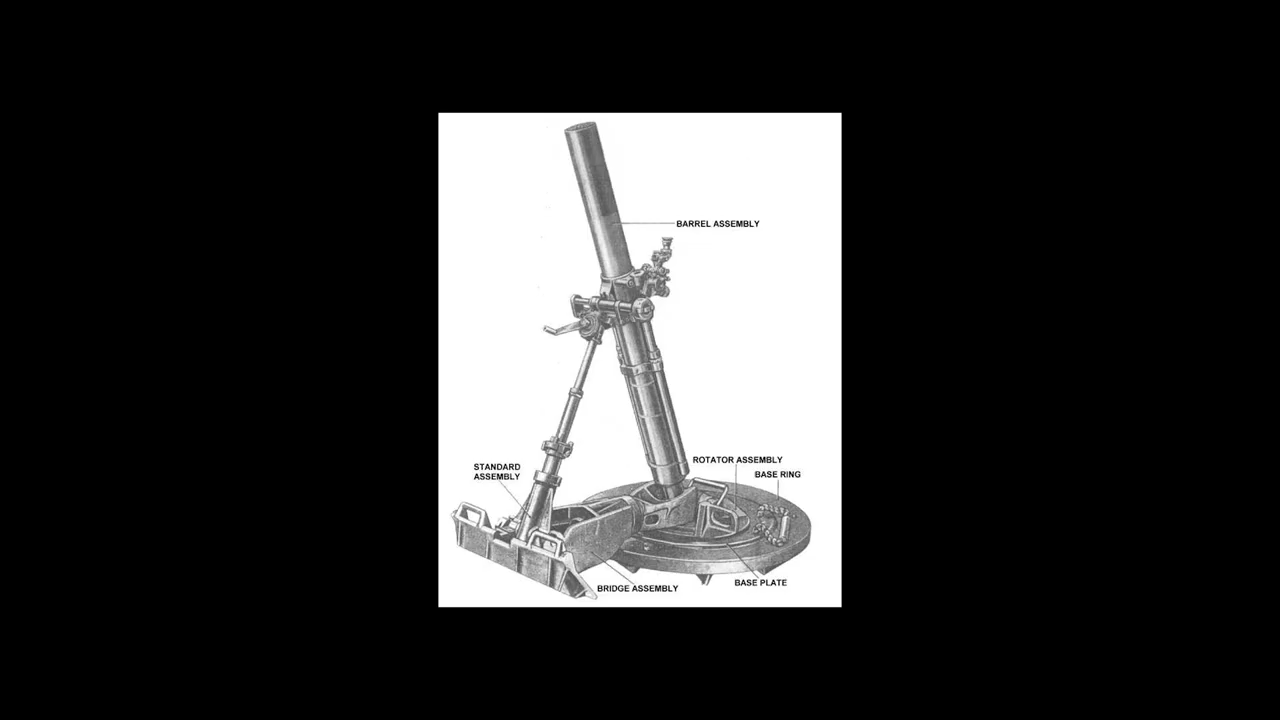 BARREL ASSEMBLY
ROTATOR ASSEMBLY
STANDARD
ASSEMBLY
BASE RING
BASE PLATE
BRIDGE ASSEMBLY